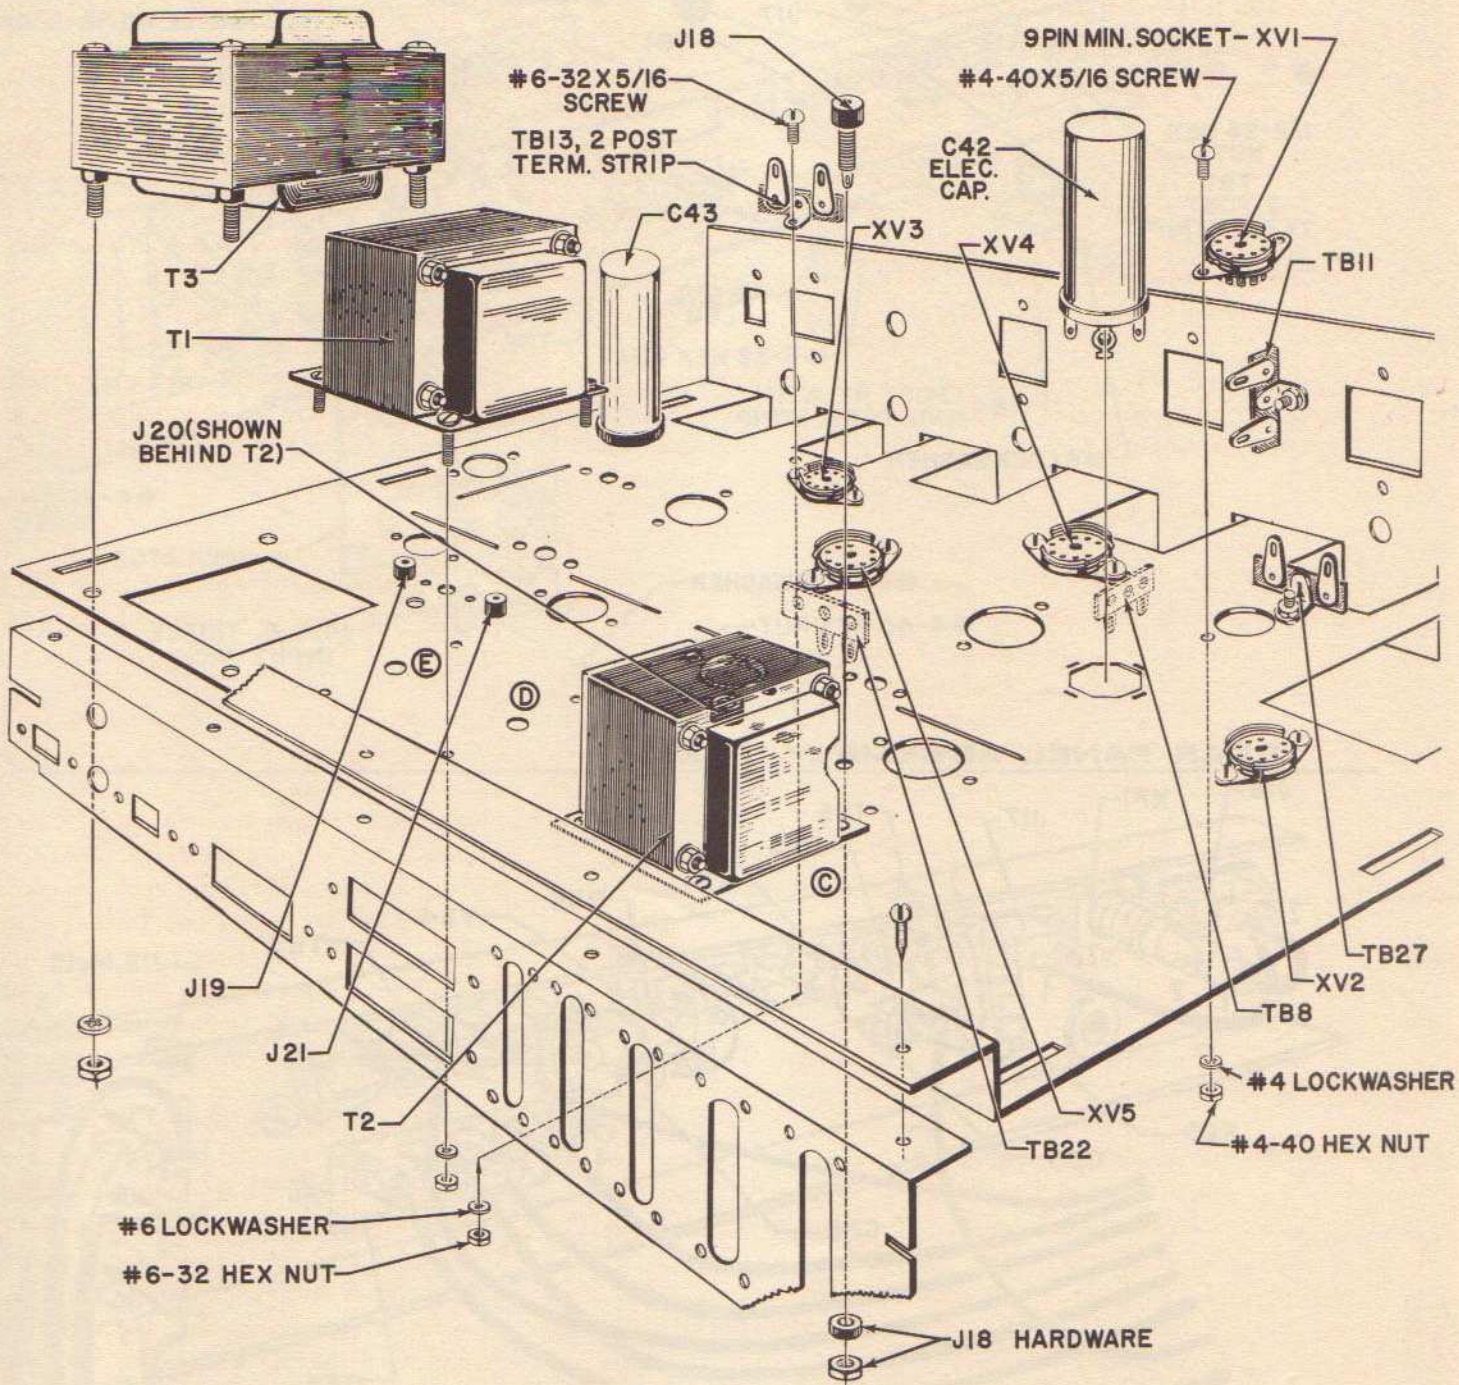 J18
9 PIN MIN. SOCKET - XV1
#6-32 X 5/16
SCREW
#4-40 X 5/16 SCREW
TB13, 2 POST
TERM. STRIP
C42
ELEC.
CAP.
C43
XV3
XV4
TB11
T3
T1
J20 (SHOWN
BEHIND T2)
E
D
C
J19
J21
T2
TB27
XV2
TB8
#4 LOCKWASHER
XV5
#4-40 HEX NUT
TB22
#6 LOCKWASHER
#6-32 HEX NUT
J18 HARDWARE